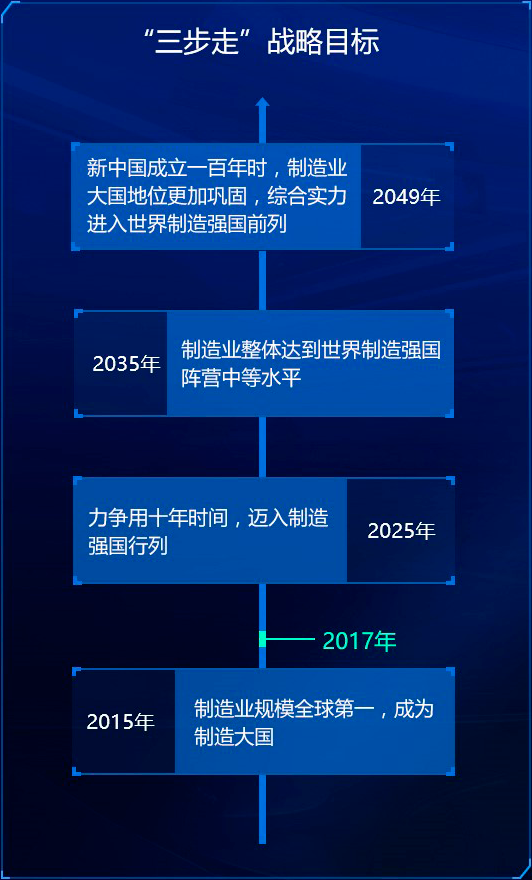 “三步走”战略目标
新中国成立一百年时，制造业
大国地位更加巩固，综合实力
进入世界制造强国前列
2049年
2035年
制造业整体达到世界制造强国
阵营中等水平
力争用十年时间，迈入制造
强国行列
2025年
2017年
2015年
制造业规模全球第一，成为
制造大国